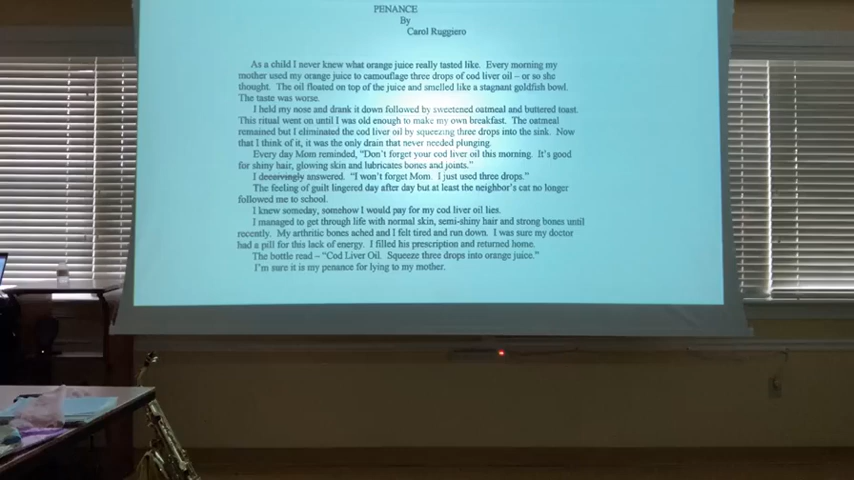 PENANCE
By
Carol Ruggiero
As a child I never knew what orange juice really tasted like. Every morning my
mother used my orange juice to camouflage three drops of cod liver oil – or so she
thought. The oil floated on top of the juice and smelled like a stagnant goldfish bowl.
The taste was worse.
I held my nose and drank it down followed by sweetened oatmeal and buttered toast.
This ritual went on until I was old enough to make my own breakfast. The oatmeal
remained but I eliminated the cod liver oil by squeezing three drops into the sink. Now
that I think of it, it was the only drain that never needed plunging.
Every day Mom reminded, “Don’t forget your cod liver oil this morning. It’s good
for shiny hair, glowing skin and lubricates bones and joints.”
I answered. “I won’t forget Mom. I just used three drops.”
The feeling of guilt lingered day after day but at least the neighbor’s cat no longer
followed me to school.
I knew someday, somehow I would pay for my cod liver oil lies.
I managed to get through life with normal skin, semi-shiny hair and strong bones until
recently. My arthritic bones ached and I felt tired and run down. I was sure my doctor
had a pill for this lack of energy. I filled his prescription and returned home.
The bottle read – “Cod Liver Oil. Squeeze three drops into orange juice.”
I’m sure it is my penance for lying to my mother.